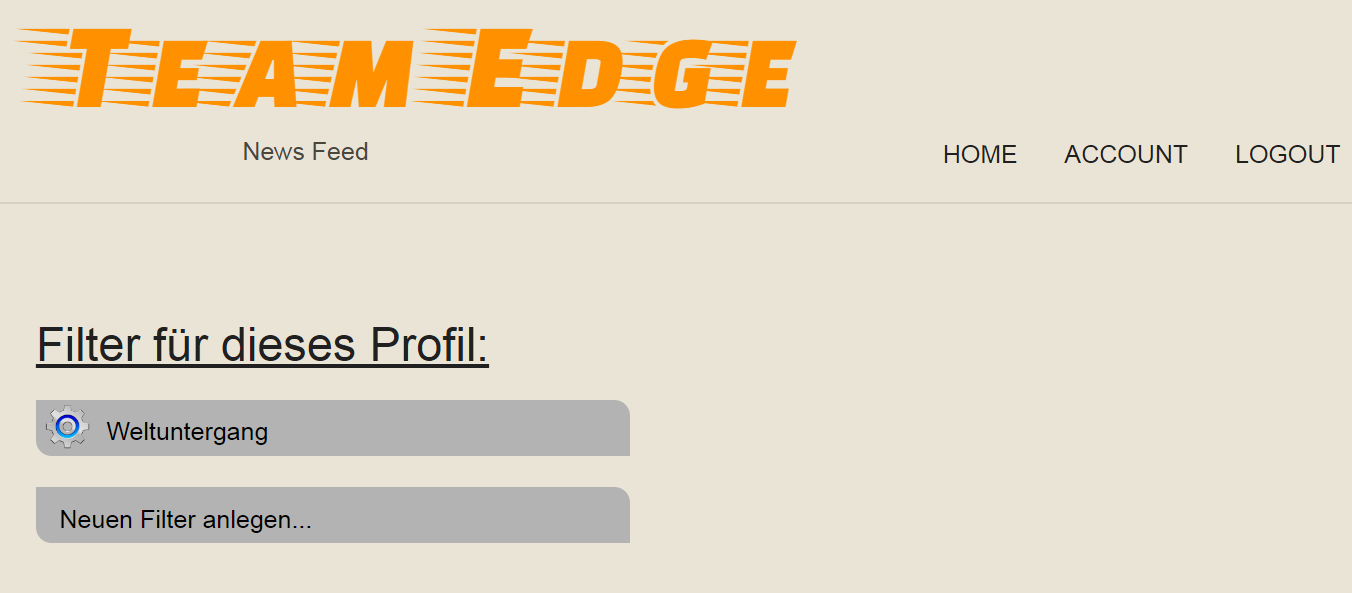 TEAM EDGE
News Feed
HOME ACCOUNT LOGOUT
Filter für dieses Profil:
Weltuntergang
Neuen Filter anlegen...